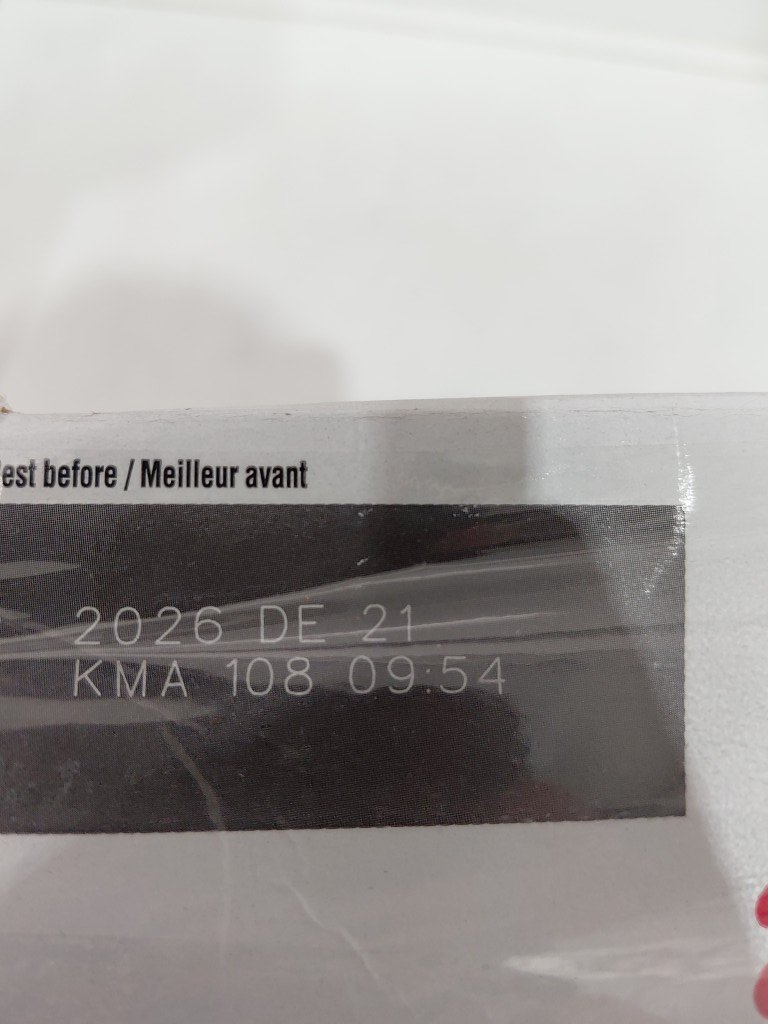 est before / Meilleur avant
2026 DE 21
KMA 108 09:54